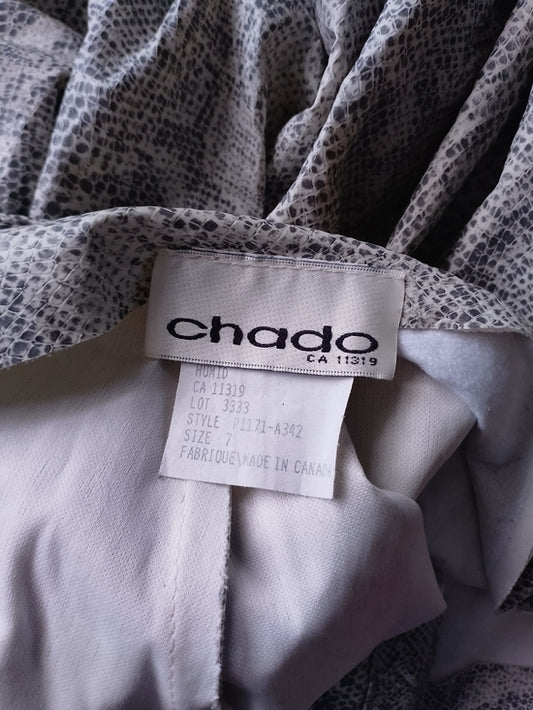 chado
CA 11319
HUMID
CA 11319
LOT. 3333
STYLE P1171-A342
SIZE 7
FABRIQUE\MADE IN CANADA